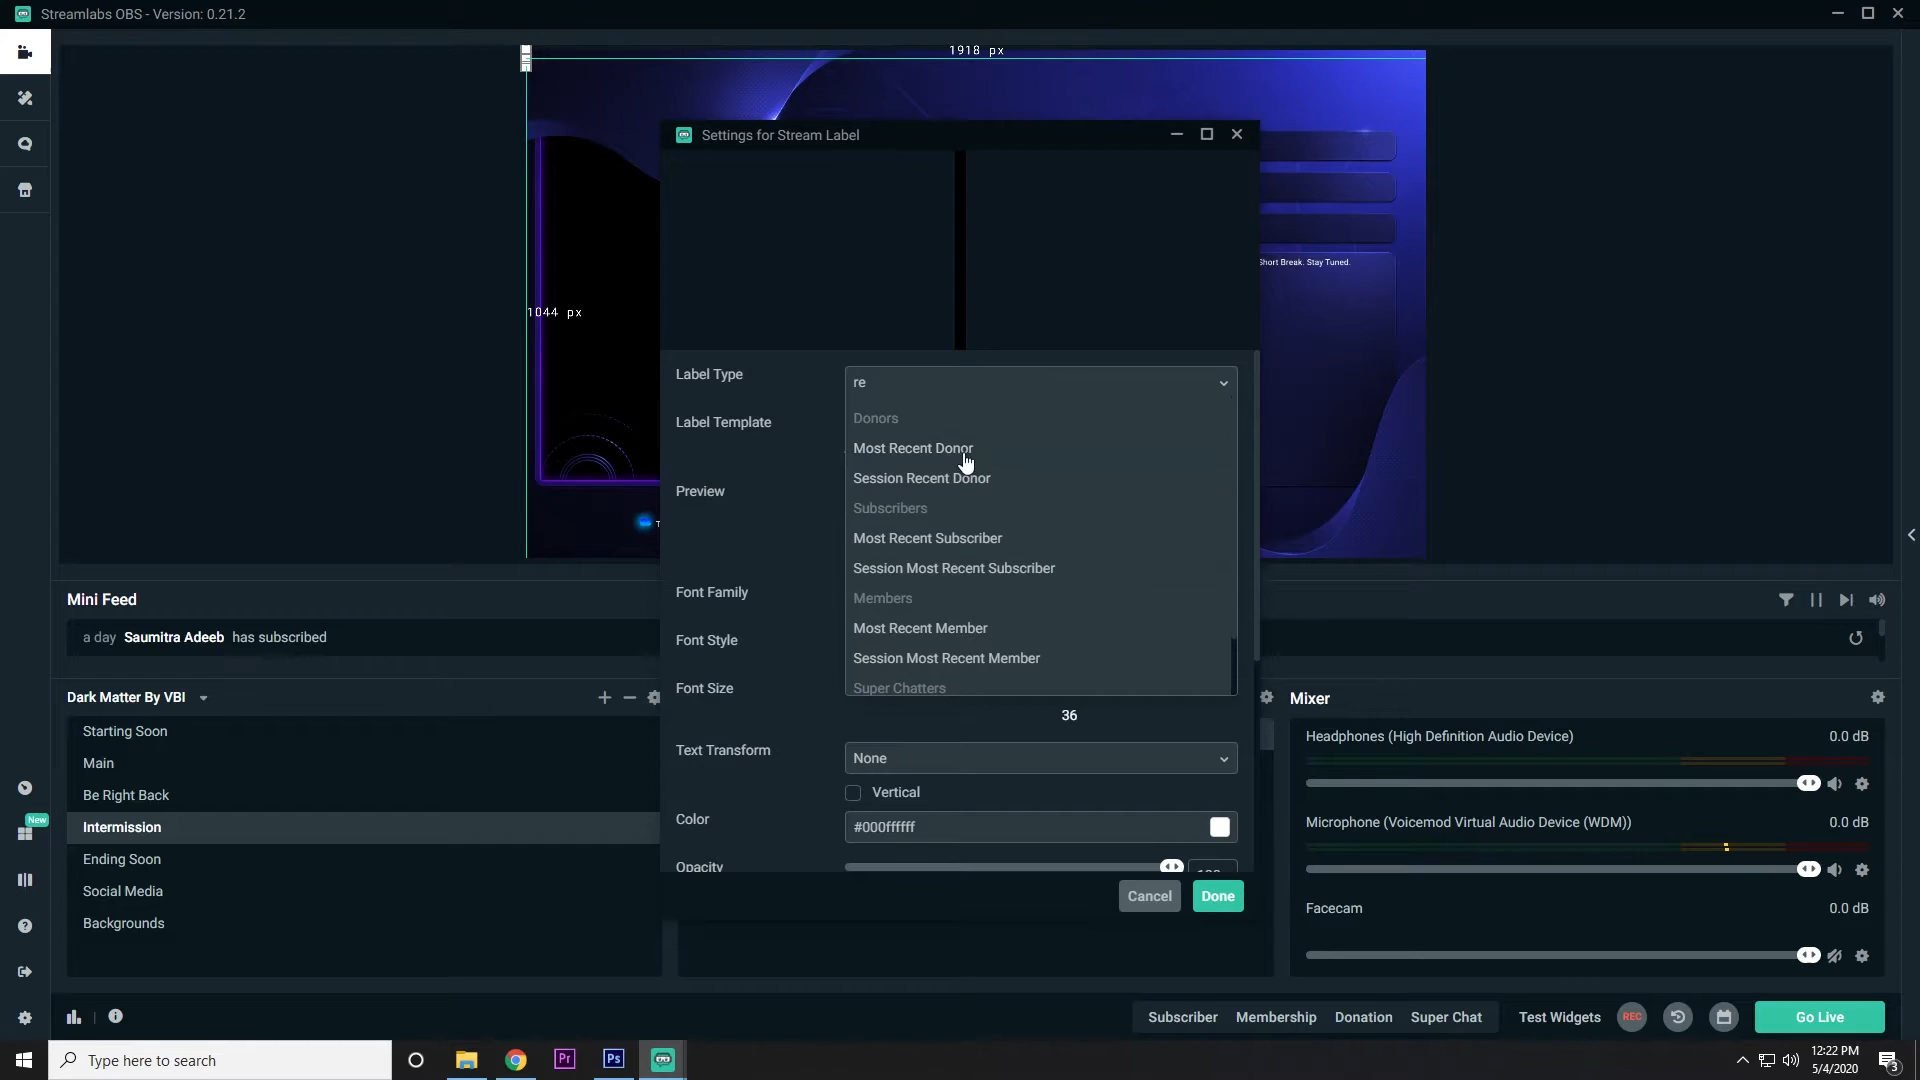 Streamlabs OBS - Version: 0.21.2
1918 px
Settings for Stream Label
Short Break. Stay Tuned.
1044 px
Label Type
re
Label Template
Donors
Most Recent Donor
Session Recent Donor
Preview
Subscribers
Most Recent Subscriber
Session Most Recent Subscriber
Font Family
Members
Most Recent Member
Font Style
Session Most Recent Member
Font Size
Super Chatters
36
Text Transform
None
Vertical
Color
#000ffffff
Opacity
Cancel
Done
Mini Feed
a day Saumitra Adeeb has subscribed
Dark Matter By VBI
Starting Soon
Main
Be Right Back
Intermission
Ending Soon
Social Media
Backgrounds
New
Mixer
Headphones (High Definition Audio Device)
0.0 dB
Microphone (Voicemod Virtual Audio Device (WDM))
0.0 dB
Facecam
0.0 dB
Subscriber
Membership
Donation
Super Chat
Test Widgets
REC
Go Live
Type here to search
Pr
Ps
12:22 PM
5/4/2020
3